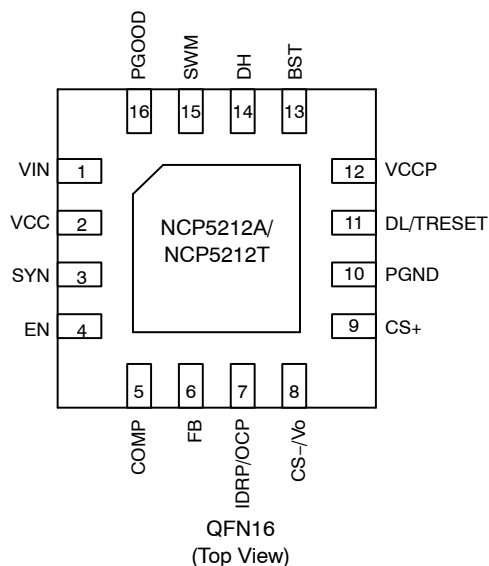 PGOOD
SWM
DH
BST
16
15
14
13
VIN 1
12 VCCP
VCC 2
11 DL/TRESET
SYN 3
10 PGND
EN 4
9 CS+
NCP5212A/
NCP5212T
5
6
7
8
COMP
FB
IDRP/OCP
CS−/Vo
QFN16
(Top View)